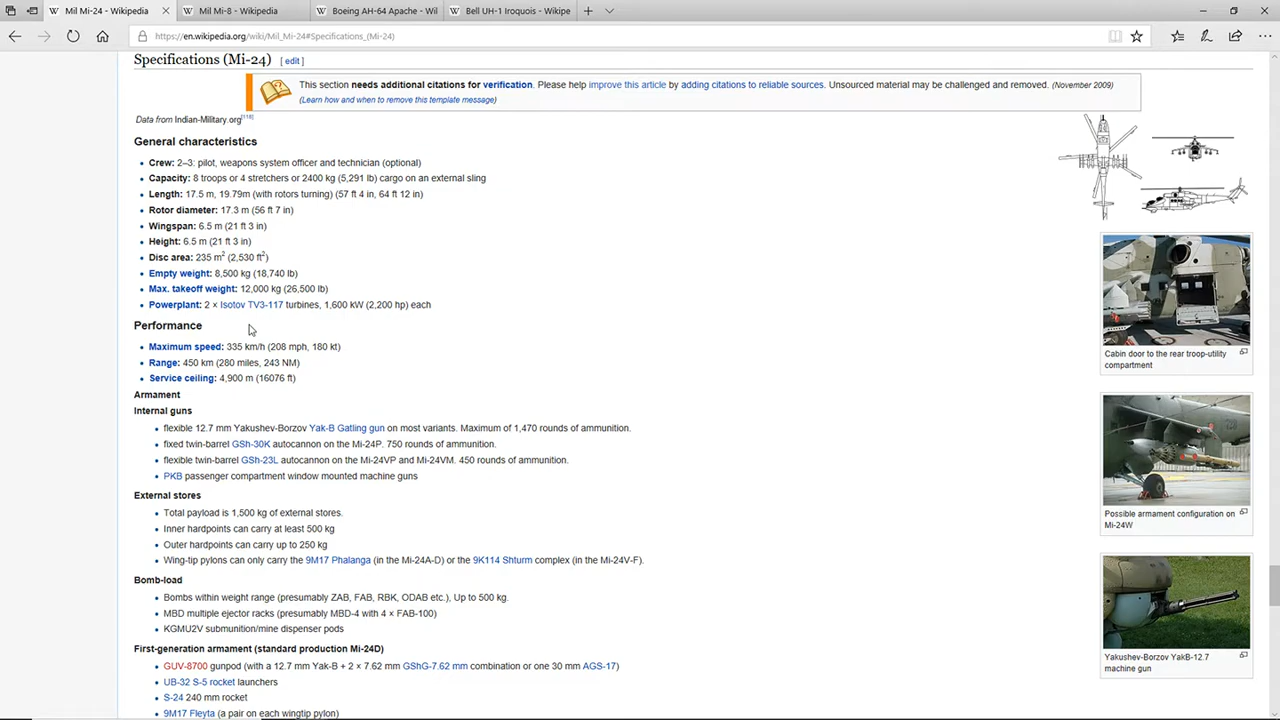 Mil Mi-24 - Wikipedia
Mil Mi-8 - Wikipedia
Boeing AH-64 Apache - Wil
Bell UH-1 Iroquois - Wikipe
https://en.wikipedia.org/wiki/Mil_Mi-24#Specifications_(Mi-24)
Specifications (Mi-24) [ edit ]
This section needs additional citations for verification. Please help improve this article by adding citations to reliable sources. Unsourced material may be challenged and removed. (November 2009)
(Learn how and when to remove this template message)
Data from Indian-Military.org[118]
General characteristics
• Crew: 2–3: pilot, weapons system officer and technician (optional)
• Capacity: 8 troops or 4 stretchers or 2400 kg (5,291 lb) cargo on an external sling
• Length: 17.5 m, 19.79m (with rotors turning) (57 ft 4 in, 64 ft 12 in)
• Rotor diameter: 17.3 m (56 ft 7 in)
• Wingspan: 6.5 m (21 ft 3 in)
• Height: 6.5 m (21 ft 3 in)
• Disc area: 235 m² (2,530 ft²)
• Empty weight: 8,500 kg (18,740 lb)
• Max. takeoff weight: 12,000 kg (26,500 lb)
• Powerplant: 2 × Isotov TV3-117 turbines, 1,600 kW (2,200 hp) each
Performance
• Maximum speed: 335 km/h (208 mph, 180 kt)
• Range: 450 km (280 miles, 243 NM)
• Service ceiling: 4,900 m (16076 ft)
Armament
Internal guns
• flexible 12.7 mm Yakushev-Borzov Yak-B Gatling gun on most variants. Maximum of 1,470 rounds of ammunition.
• fixed twin-barrel GSh-30K autocannon on the Mi-24P. 750 rounds of ammunition.
• flexible twin-barrel GSh-23L autocannon on the Mi-24VP and Mi-24VM. 450 rounds of ammunition.
• PKB passenger compartment window mounted machine guns
External stores
• Total payload is 1,500 kg of external stores.
• Inner hardpoints can carry at least 500 kg
• Outer hardpoints can carry up to 250 kg
• Wing-tip pylons can only carry the 9M17 Phalanga (in the Mi-24A-D) or the 9K114 Shturm complex (in the Mi-24V-F).
Bomb-load
• Bombs within weight range (presumably ZAB, FAB, RBK, ODAB etc.), Up to 500 kg.
• MBD multiple ejector racks (presumably MBD-4 with 4 × FAB-100)
• KGMU2V submunition/mine dispenser pods
First-generation armament (standard production Mi-24D)
• GUV-8700 gunpod (with a 12.7 mm Yak-B + 2 × 7.62 mm GShG-7.62 mm combination or one 30 mm AGS-17)
• UB-32 S-5 rocket launchers
• S-24 240 mm rocket
• 9M17 Fleyta (a pair on each wingtip pylon)
Cabin door to the rear troop-utility
compartment
Possible armament configuration on
Mi-24W
Yakushev-Borzov YakB-12.7
machine gun